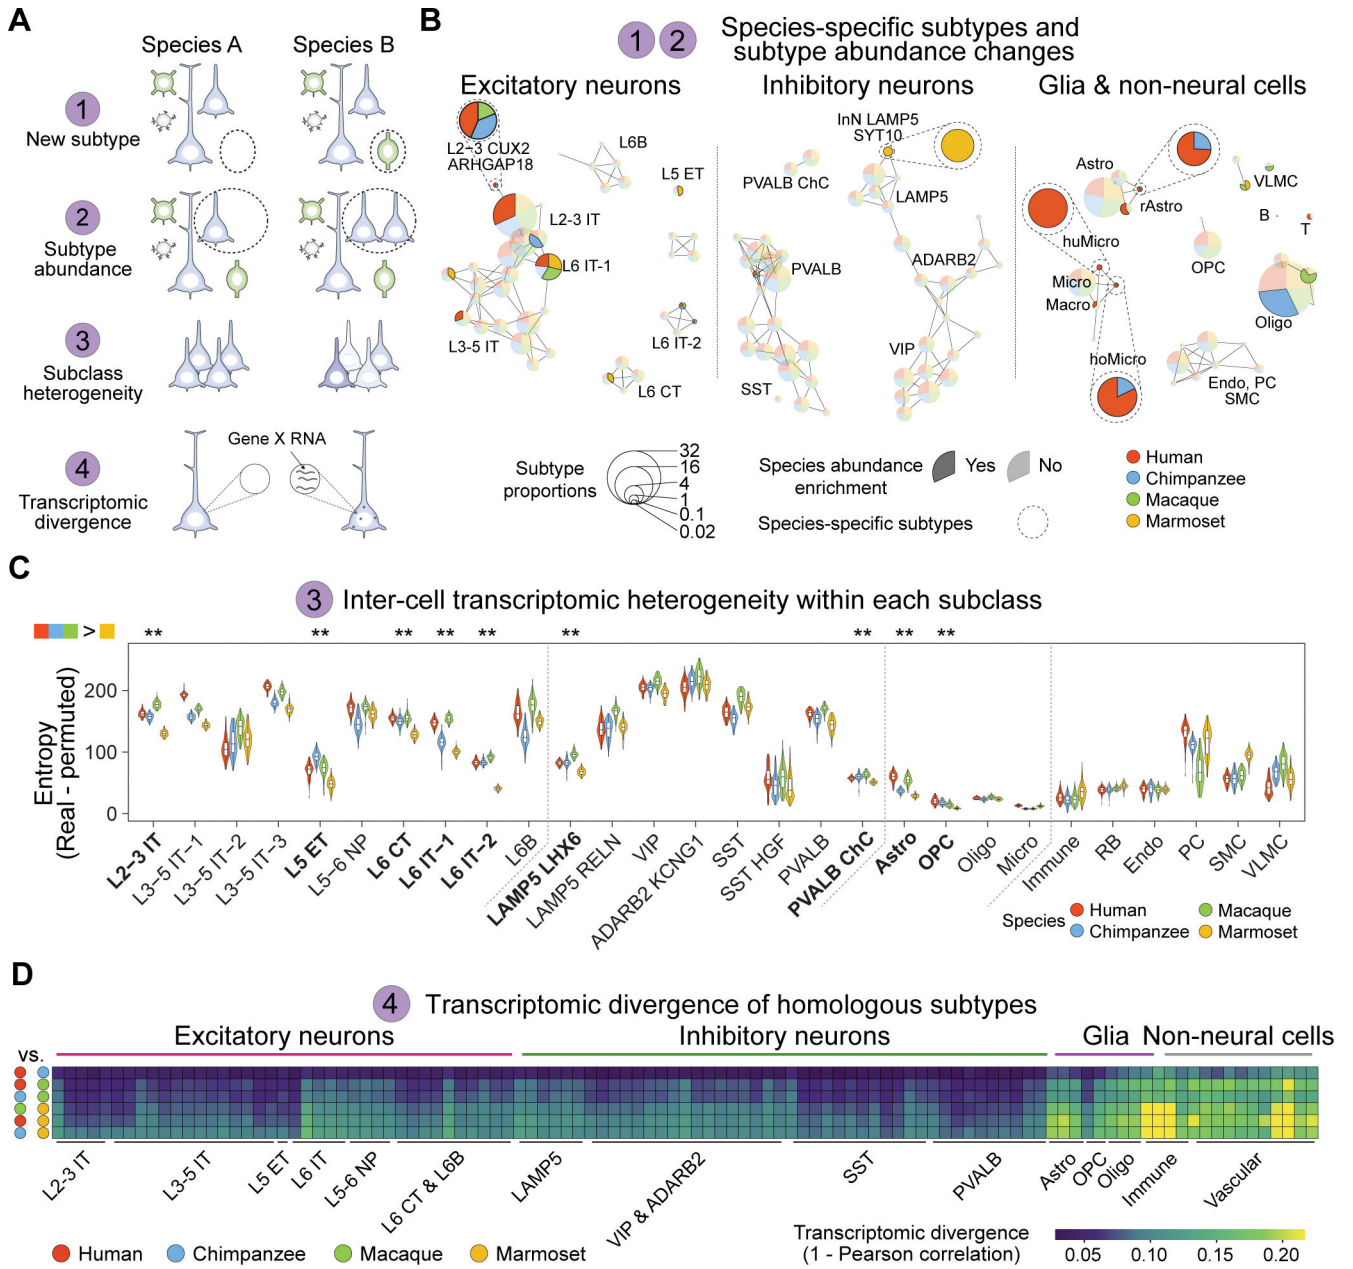 A
Species A
Species B
1
New subtype
2
Subtype
abundance
3
Subclass
heterogeneity
4
Transcriptomic
divergence
Gene X RNA
B
1 2
Species-specific subtypes and
subtype abundance changes
Excitatory neurons
Inhibitory neurons
Glia & non-neural cells
L2-3 CUX2
ARHGAP18
L6B
L5 ET
L2-3 IT
L6 IT-1
L3-5 IT
L6 IT-2
L6 CT
InN LAMP5
SYT10
PVALB ChC
LAMP5
PVALB
ADARB2
VIP
SST
Astro
rAstro
VLMC
B
T
huMicro
OPC
Micro
Macro
Oligo
hoMicro
Endo, PC
SMC
Subtype
proportions
32
16
4
1
0.1
0.02
Species abundance
enrichment
Yes
No
Species-specific subtypes
Human
Chimpanzee
Macaque
Marmoset
C
3
Inter-cell transcriptomic heterogeneity within each subclass
>
** ** ** ** ** ** ** ** **
Entropy
(Real - permuted)
200
100
0
L2-3 IT
L3-5 IT-1
L3-5 IT-2
L3-5 IT-3
L5 ET
L5-6 NP
L6 CT
L6 IT-1
L6 IT-2
L6B
LAMP5 LHX6
LAMP5 RELN
VIP
ADARB2 KCNG1
SST
SST HGF
PVALB
PVALB ChC
Astro
OPC
Oligo
Micro
Immune
RB
Endo
PC
SMC
VLMC
Species
Human
Macaque
Chimpanzee
Marmoset
D
4
Transcriptomic divergence of homologous subtypes
Excitatory neurons
Inhibitory neurons
Glia
Non-neural cells
vs.
L2-3 IT
L3-5 IT
L5 ET
L6 IT
L5-6 NP
L6 CT & L6B
LAMP5
VIP & ADARB2
SST
PVALB
Astro
OPC
Oligo
Immune
Vascular
Human
Chimpanzee
Macaque
Marmoset
Transcriptomic divergence
(1 - Pearson correlation)
0.05
0.10
0.15
0.20